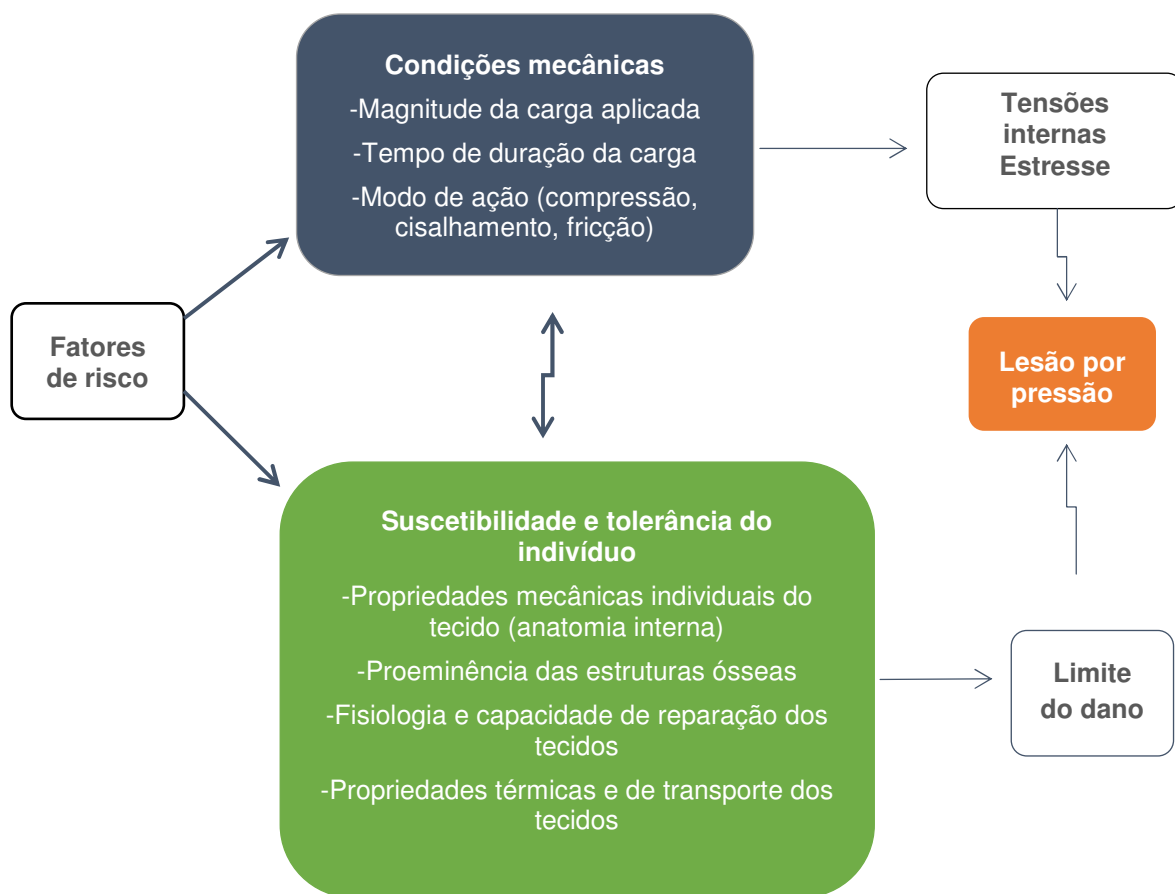 Condições mecânicas
-Magnitude da carga aplicada
-Tempo de duração da carga
-Modo de ação (compressão,
cisalhamento, fricção)
Tensões
internas
Estresse
Fatores
de risco
Lesão por
pressão
Suscetibilidade e tolerância do
indivíduo
-Propriedades mecânicas individuais do
tecido (anatomia interna)
-Proeminência das estruturas ósseas
-Fisiologia e capacidade de reparação dos
tecidos
-Propriedades térmicas e de transporte dos
tecidos
Limite
do dano